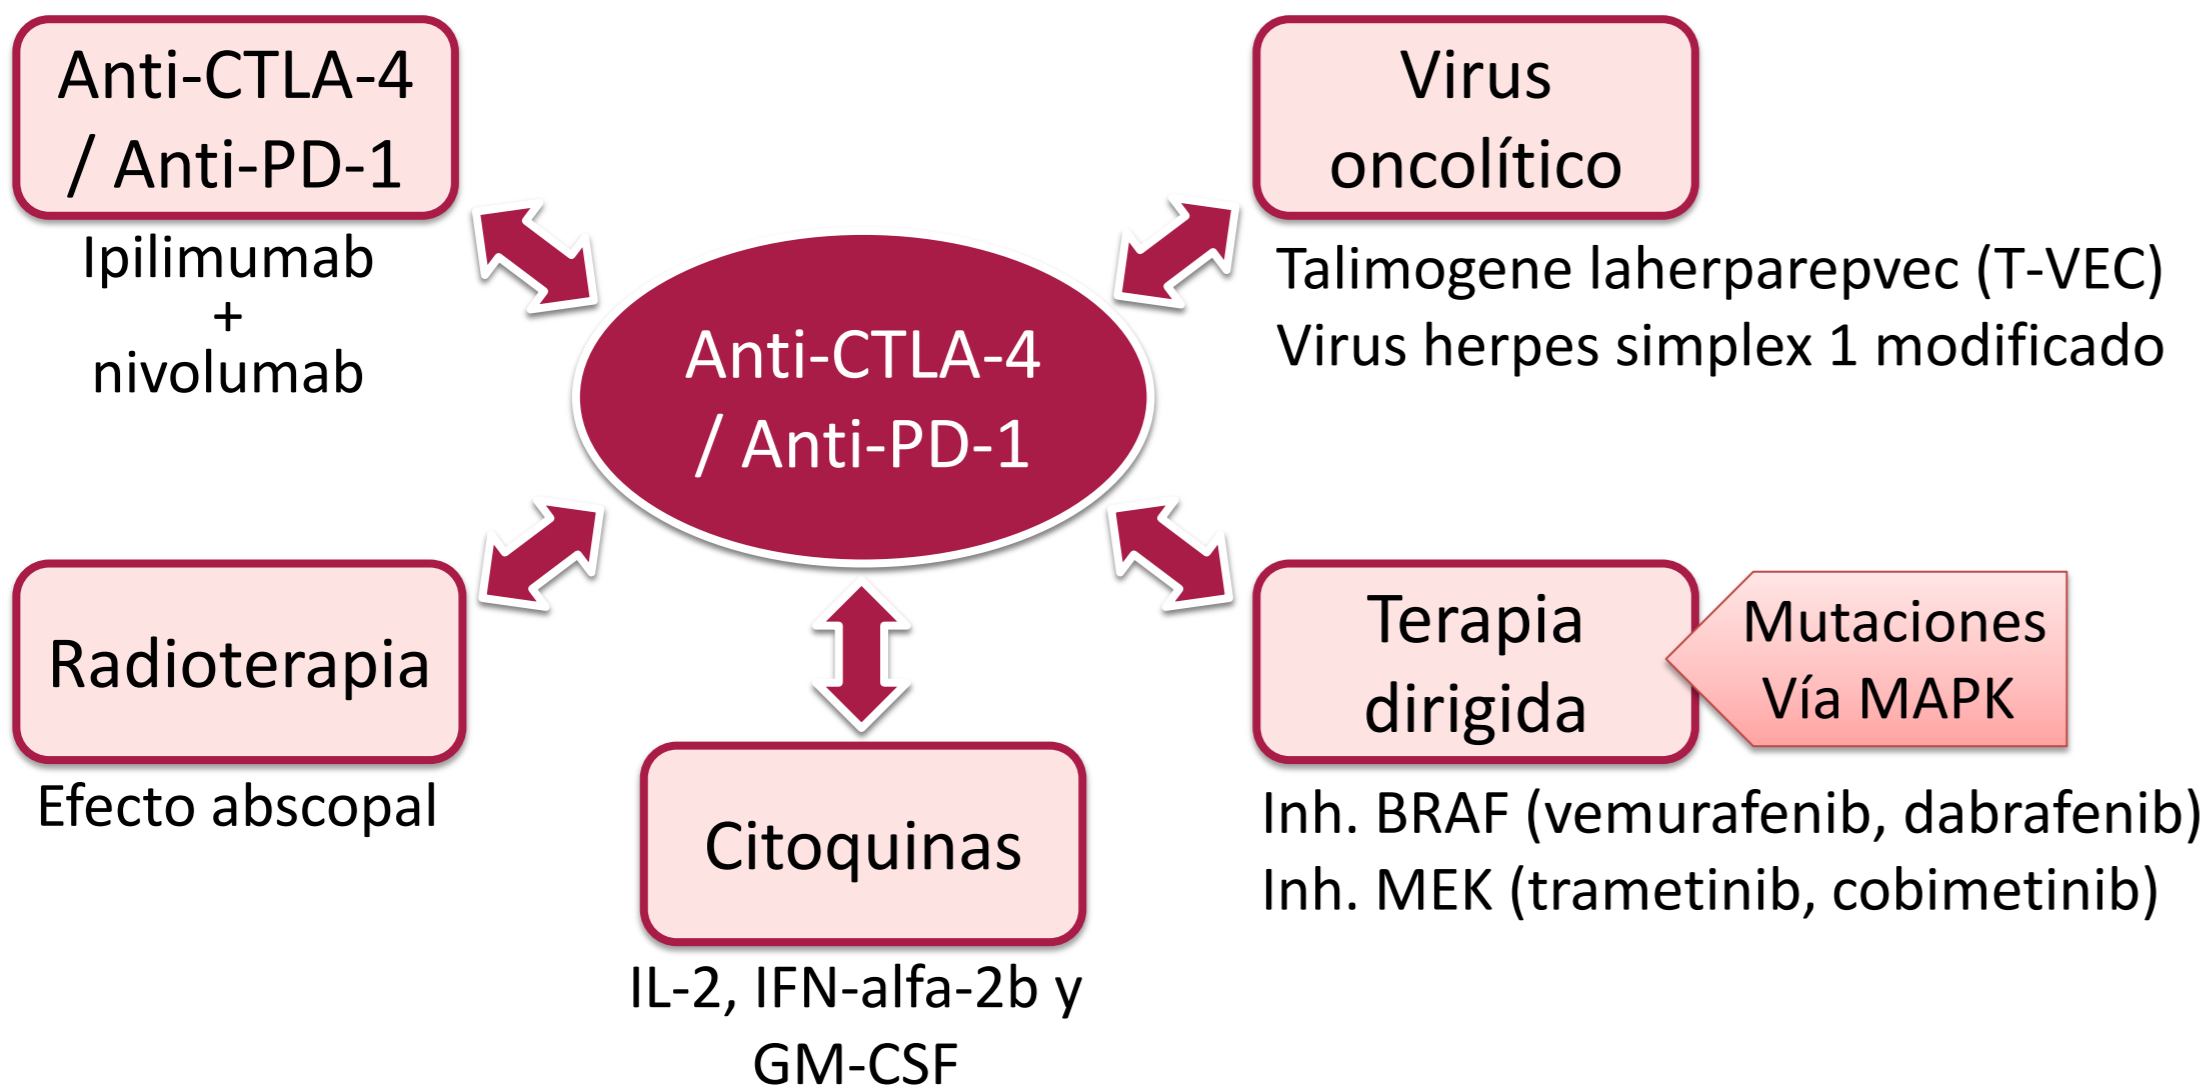 Anti-CTLA-4
/ Anti-PD-1
Ipilimumab
+
nivolumab
Virus
oncolítico
Talimogene laherparepvec (T-VEC)
Virus herpes simplex 1 modificado
Anti-CTLA-4
/ Anti-PD-1
Radioterapia
Efecto abscopal
Citoquinas
IL-2, IFN-alfa-2b y
GM-CSF
Terapia
dirigida
Mutaciones
Vía MAPK
Inh. BRAF (vemurafenib, dabrafenib)
Inh. MEK (trametinib, cobimetinib)